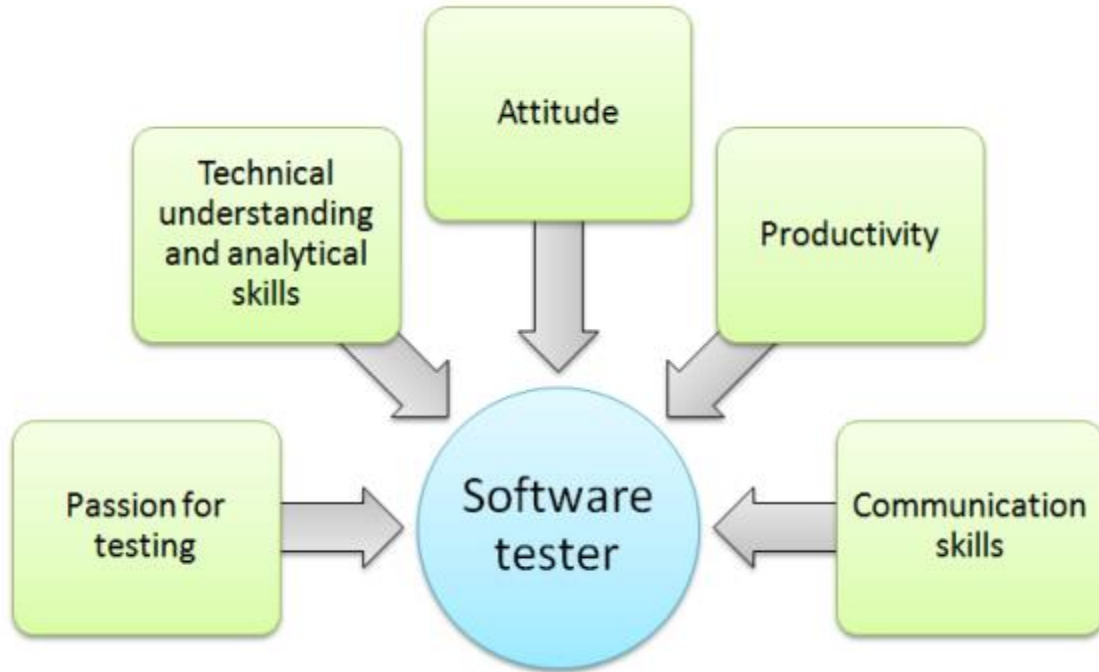 Attitude
Technical
understanding
and analytical
skills
Productivity
Passion for
testing
Software
tester
Communication
skills